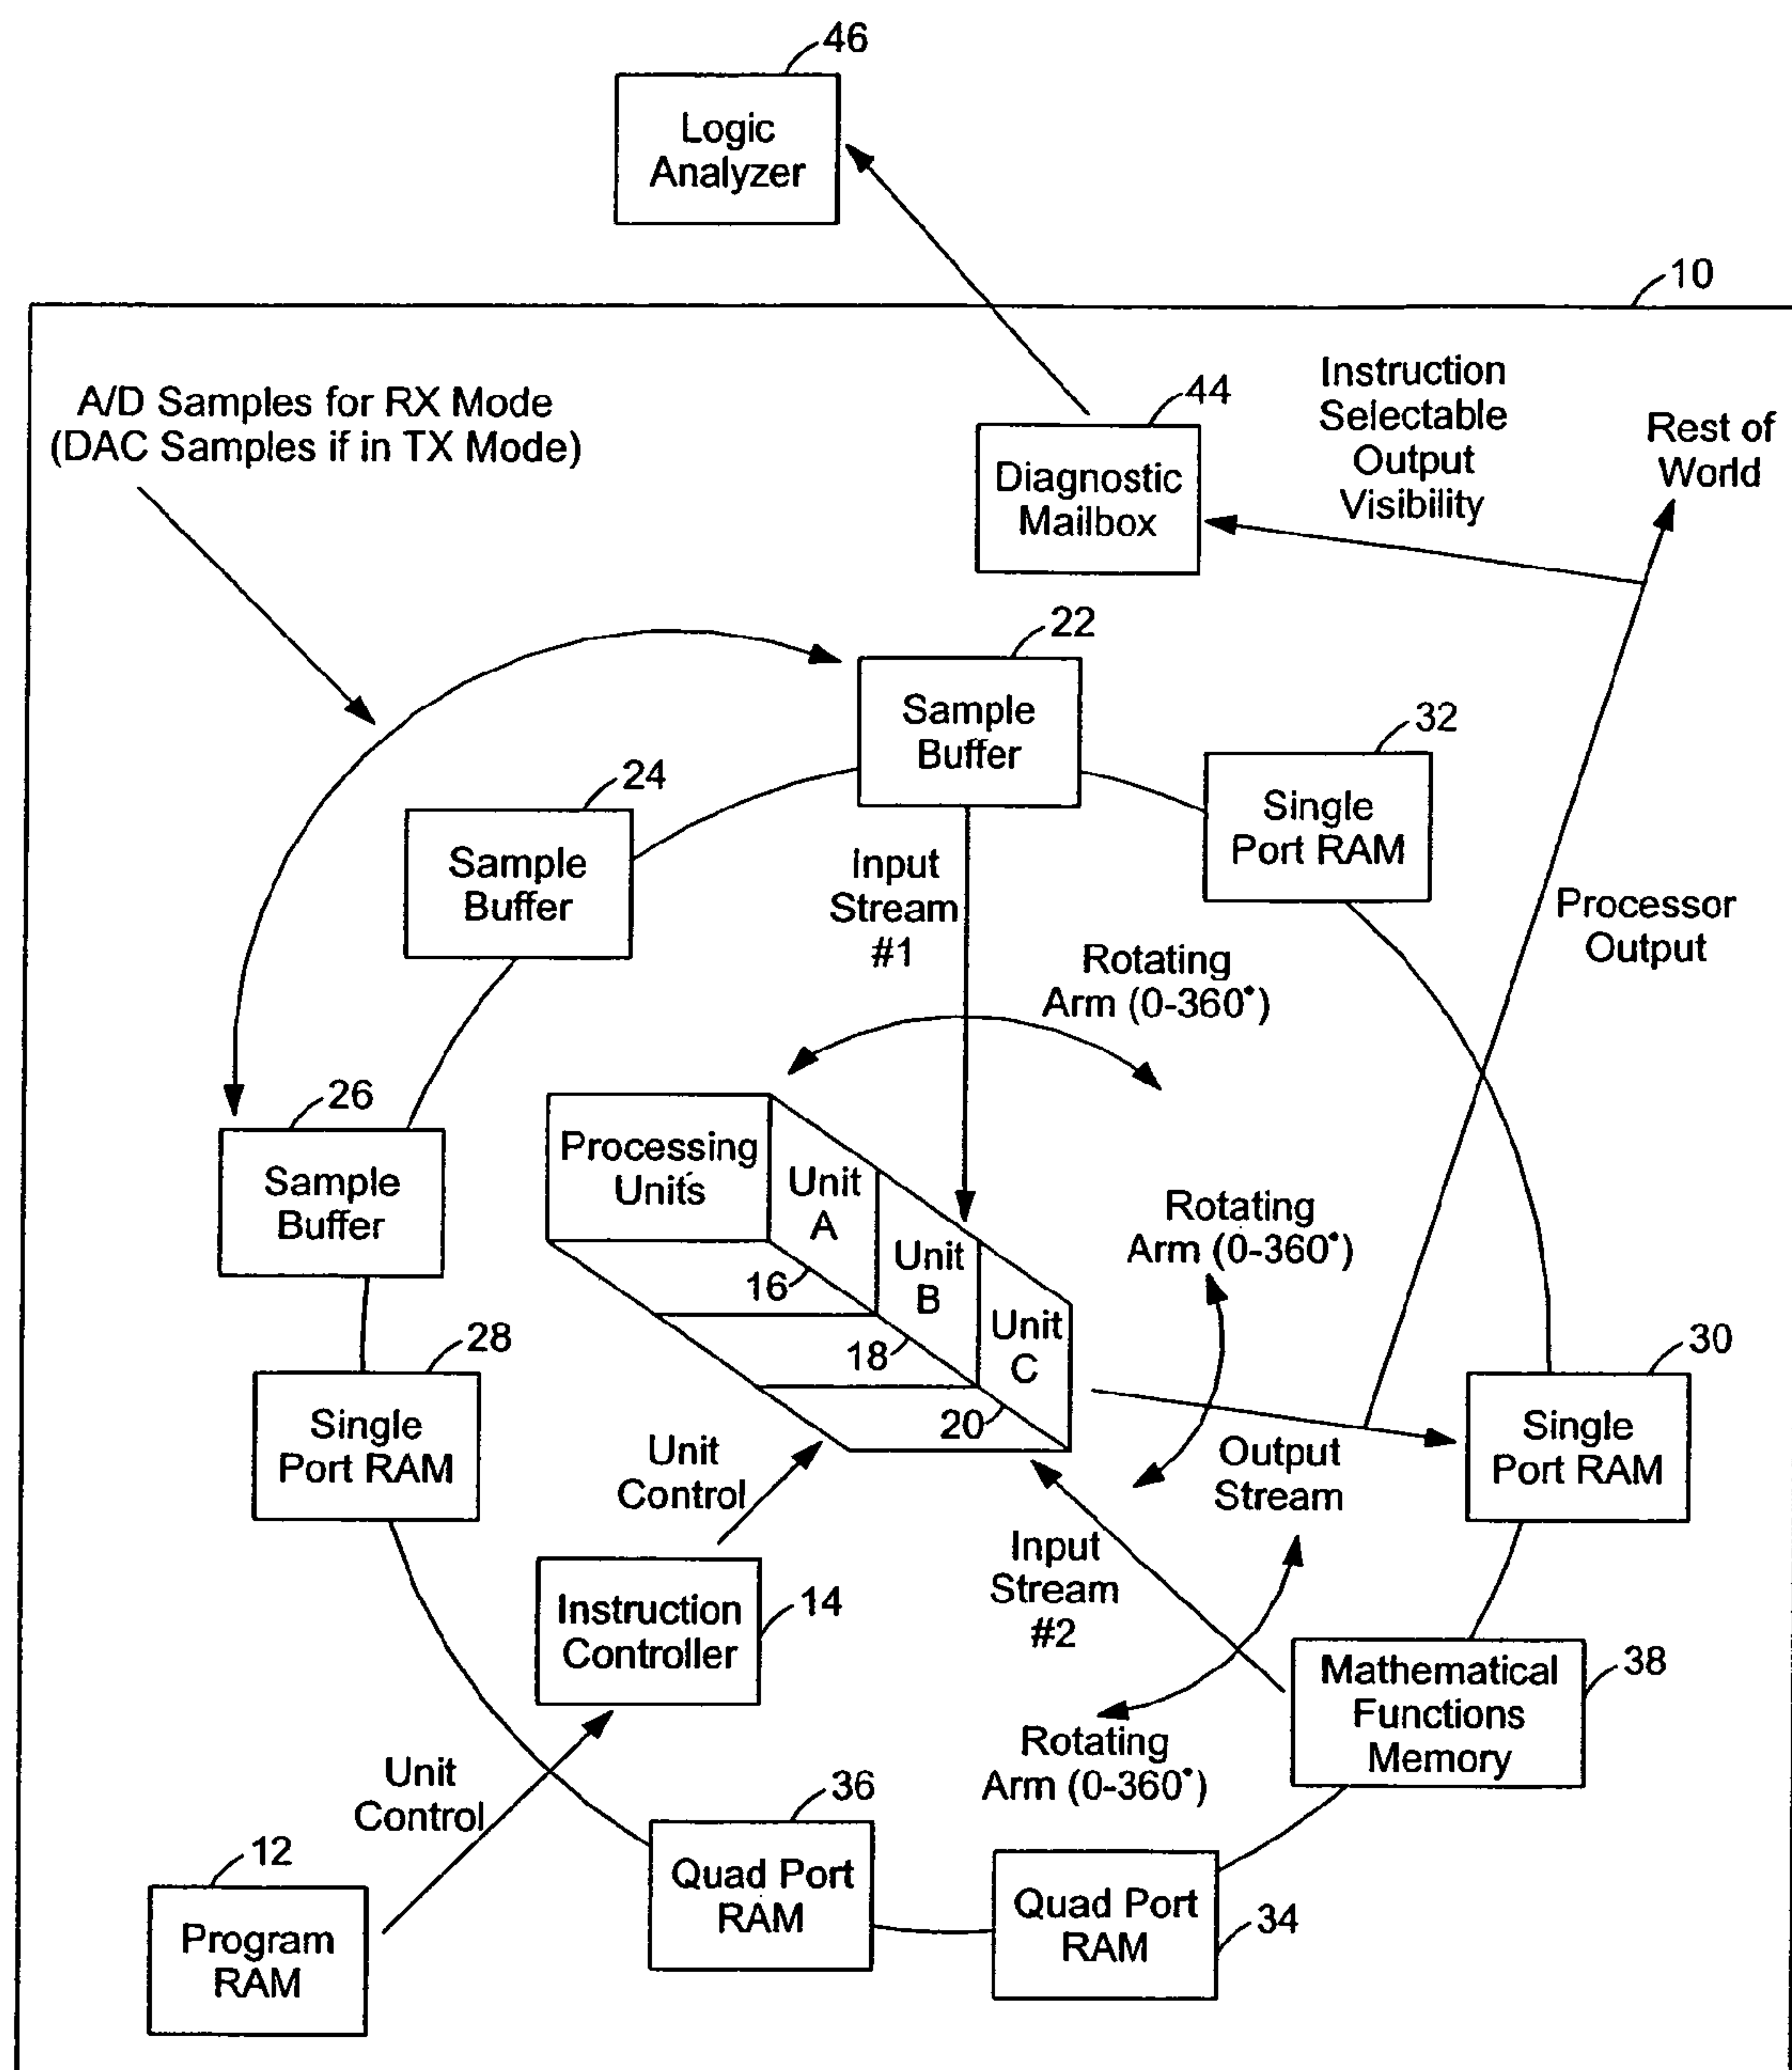 46
Logic
Analyzer
10
A/D Samples for RX Mode
(DAC Samples if in TX Mode)
44
Diagnostic
Mailbox
Instruction
Selectable
Output
Visibility
Rest of
World
22
Sample
Buffer
32
Single
Port RAM
24
Sample
Buffer
Input
Stream
#1
Processor
Output
Rotating
Arm (0-360°)
26
Sample
Buffer
Processing
Units
Unit
A
Unit
B
Unit
C
16
18
20
Rotating
Arm (0-360°)
28
Single
Port RAM
30
Single
Port RAM
Unit
Control
Output
Stream
Input
Stream
#2
Instruction
Controller
14
38
Mathematical
Functions
Memory
Rotating
Arm (0-360°)
Unit
Control
36
Quad Port
RAM
Quad Port
RAM
34
12
Program
RAM